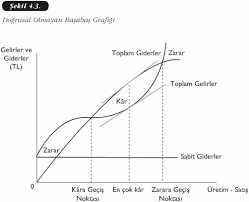 Şekil 4.3.
Doğrusal Olmayan Başabaş Grafiği
Gelirler ve
Giderler
(TL)
Toplam Giderler
Zarar
Toplam Gelirler
Kâr
Zarar
Sabit Giderler
0
Kâra Geçiş
Noktası
En çok kâr
Zarara Geçiş
Noktası
Üretim - Satış